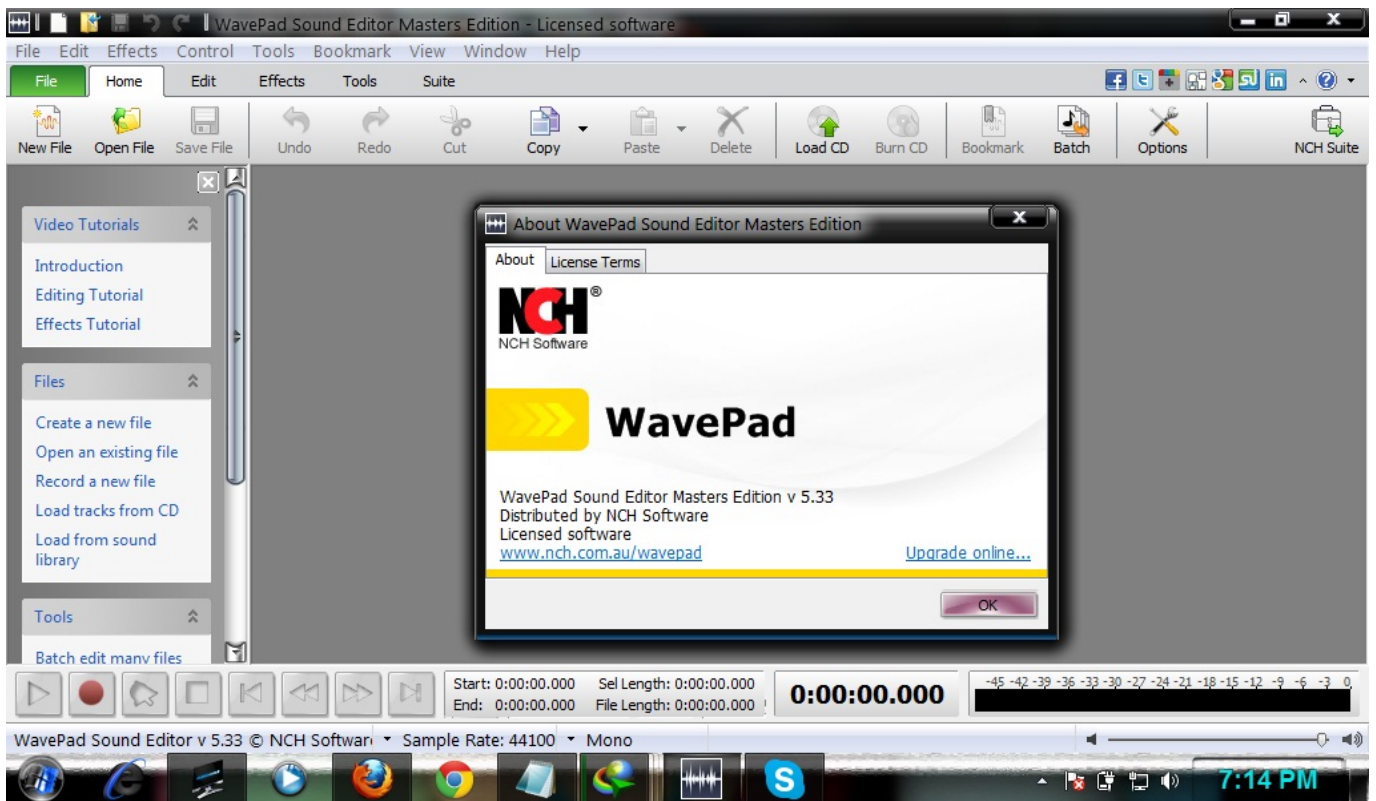 WavePad Sound Editor Masters Edition - Licensed software
File Edit Effects Control Tools Bookmark View Window Help
File Home Edit Effects Tools Suite
New File Open File Save File Undo Redo Cut Copy Paste Delete Load CD Burn CD Bookmark Batch Options NCH Suite
Video Tutorials
Introduction
Editing Tutorial
Effects Tutorial
Files
Create a new file
Open an existing file
Record a new file
Load tracks from CD
Load from sound
library
Tools
Batch edit many files
About WavePad Sound Editor Masters Edition
About License Terms
NCH®
NCH Software
WavePad
WavePad Sound Editor Masters Edition v 5.33
Distributed by NCH Software
Licensed software
www.nch.com.au/wavepad Upgrade online...
OK
Start: 0:00:00.000 Sel Length: 0:00:00.000
End: 0:00:00.000 File Length: 0:00:00.000
0:00:00.000
-45 -42 -39 -36 -33 -30 -27 -24 -21 -18 -15 -12 -9 -6 -3 0
WavePad Sound Editor v 5.33 © NCH Softwar Sample Rate: 44100 Mono
7:14 PM